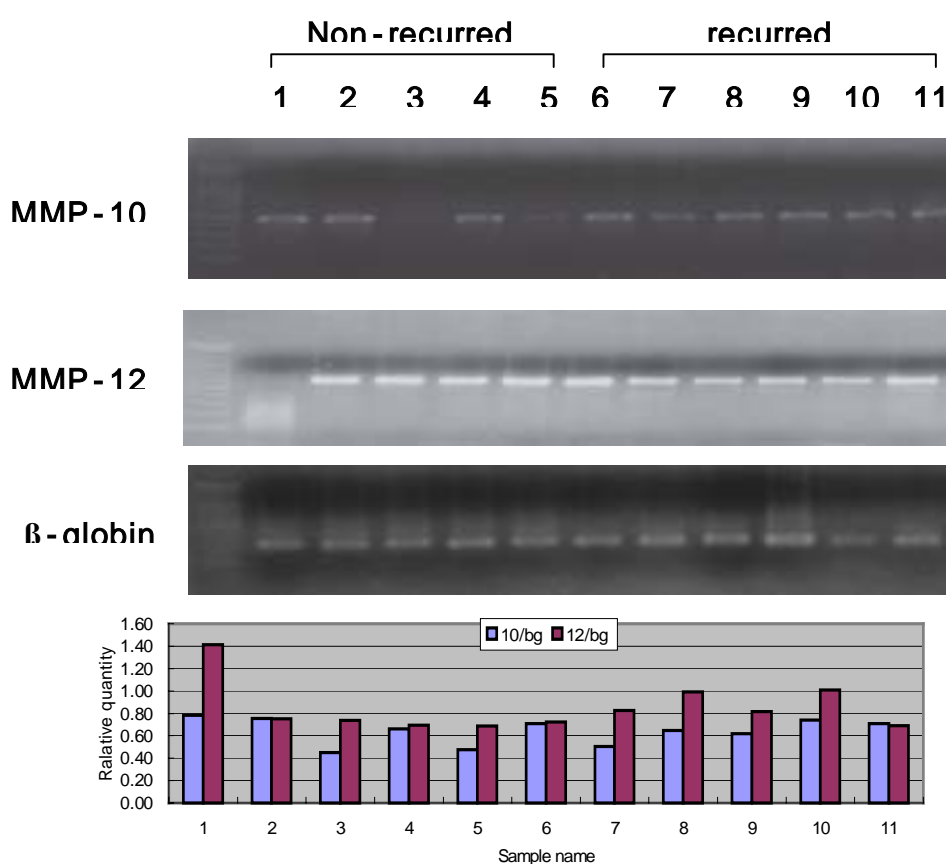 Non-recurred recurred
1 2 3 4 5 6 7 8 9 10 11
MMP-10
MMP-12
ß-globin
10/bg 12/bg
Ralative quantity
1.60
1.40
1.20
1.00
0.80
0.60
0.40
0.20
0.00
1 2 3 4 5 6 7 8 9 10 11
Sample name